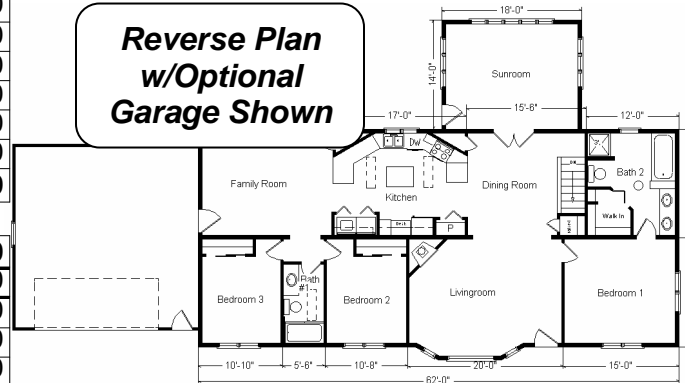 Reverse Plan
w/Optional
Garage Shown
18'-0"
14'-0"
Sunroom
17'-0"
15'-6"
12'-0"
DW
Family Room
Kitchen
Dining Room
Bath 2
Walk In
P
Bedroom 3
Bath
#1
Bedroom 2
Livingroom
Bedroom 1
10'-10"
5'-6"
10'-8"
20'-0"
15'-0"
62'-0"